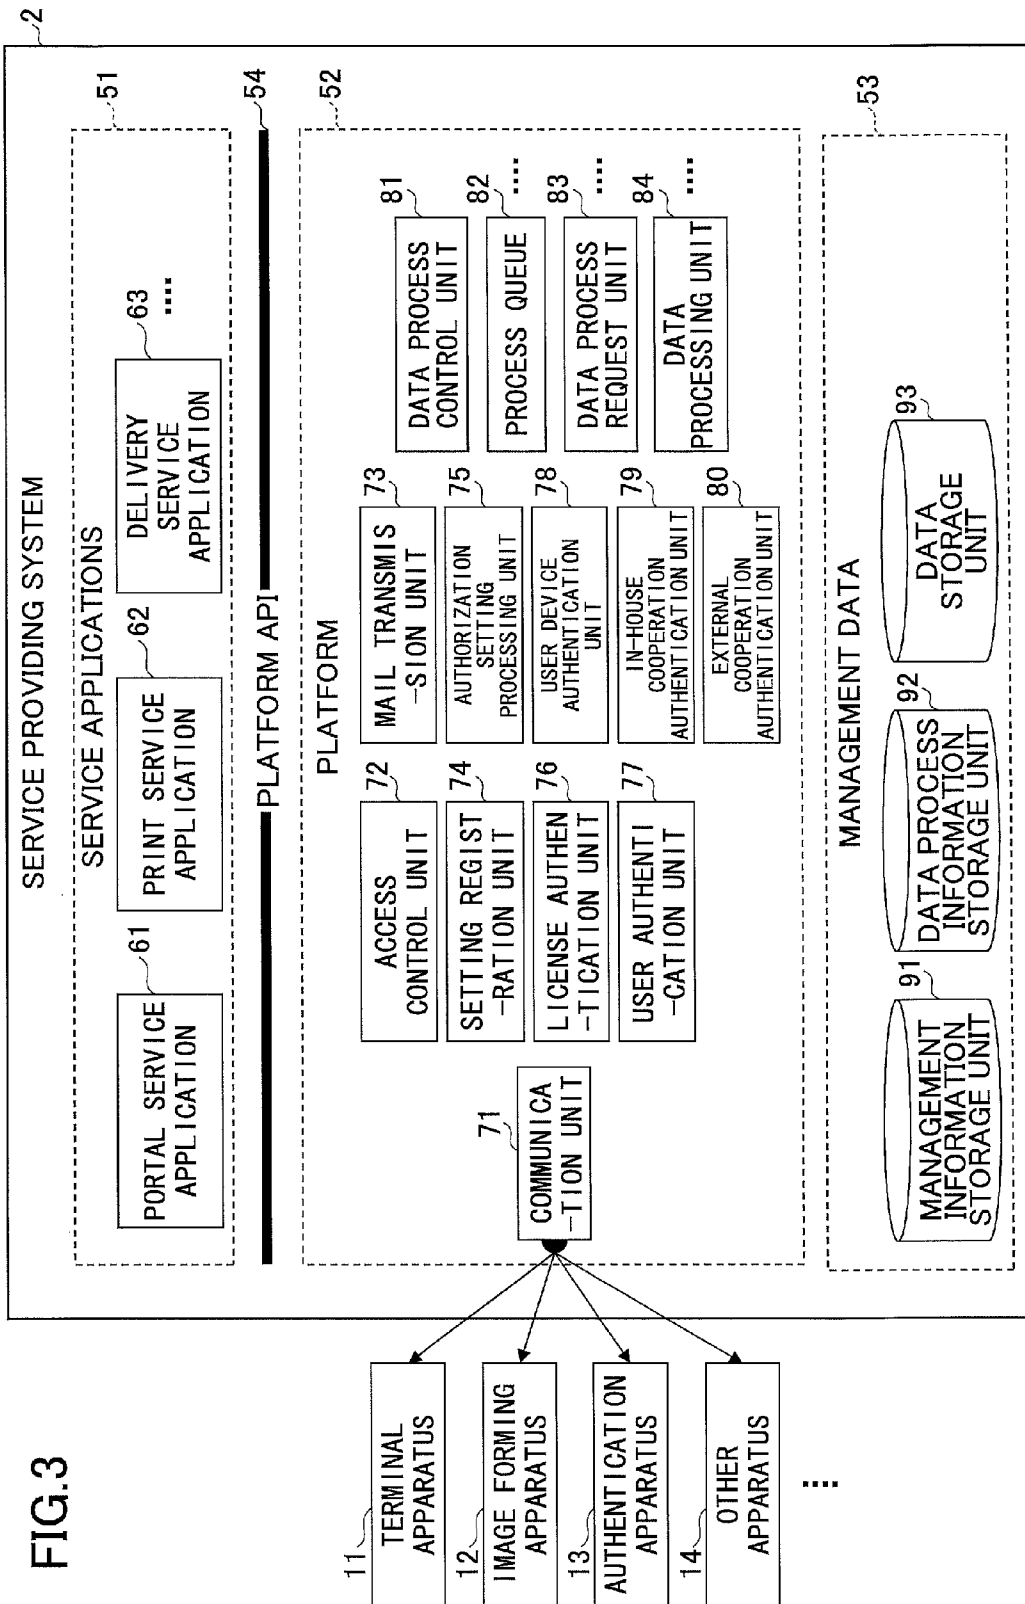 FIG.3
2
SERVICE PROVIDING SYSTEM
51
SERVICE APPLICATIONS
61
PORTAL SERVICE
APPLICATION
62
PRINT SERVICE
APPLICATION
63
DELIVERY
SERVICE
APPLICATION
....
54
PLATFORM API
52
PLATFORM
71
COMMUNICA
-TION UNIT
72
ACCESS
CONTROL UNIT
74
SETTING REGIST
-RATION UNIT
76
LICENSE AUTHEN
-TICATION UNIT
77
USER AUTHENTI
-CATION UNIT
73
MAIL TRANSMIS
-SION UNIT
75
AUTHORIZATION
SETTING
PROCESSING UNIT
78
USER DEVICE
AUTHENTICATION
UNIT
79
IN-HOUSE
COOPERATION
AUTHENTICATION UNIT
80
EXTERNAL
COOPERATION
AUTHENTICATION UNIT
81
DATA PROCESS
CONTROL UNIT
82
PROCESS QUEUE
....
83
DATA PROCESS
REQUEST UNIT
....
84
DATA
PROCESSING UNIT
....
53
MANAGEMENT DATA
91
MANAGEMENT
INFORMATION
STORAGE UNIT
92
DATA PROCESS
INFORMATION
STORAGE UNIT
93
DATA
STORAGE
UNIT
11
TERMINAL
APPARATUS
12
IMAGE FORMING
APPARATUS
13
AUTHENTICATION
APPARATUS
14
OTHER
APPARATUS
....